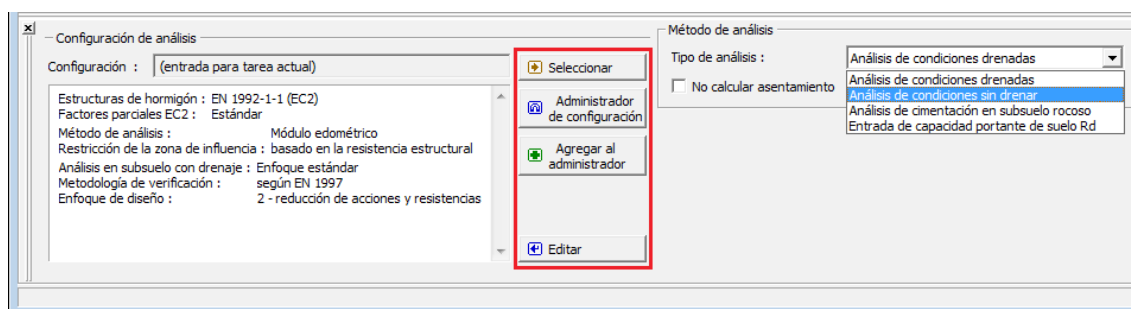 Configuración de análisis
Configuración : (entrada para tarea actual)
Estructuras de hormigón : EN 1992-1-1 (EC2)
Factores parciales EC2 : Estándar
Método de análisis : Módulo edométrico
Restricción de la zona de influencia : basado en la resistencia estructural
Análisis en subsuelo con drenaje : Enfoque estándar
Metodología de verificación : según EN 1997
Enfoque de diseño : 2 - reducción de acciones y resistencias
Seleccionar
Administrador
de configuración
Agregar al
administrador
Editar
Método de análisis
Tipo de análisis : Análisis de condiciones drenadas
No calcular asentamiento
Análisis de condiciones drenadas
Análisis de condiciones sin drenar
Análisis de cimentación en subsuelo rocoso
Entrada de capacidad portante de suelo Rd